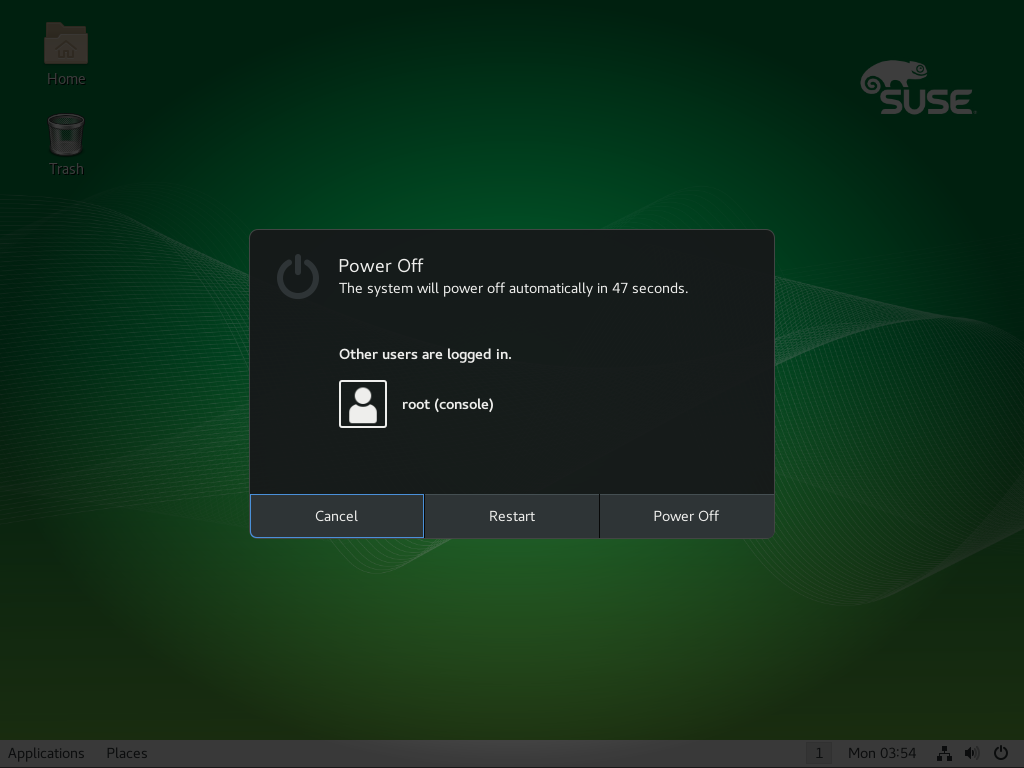 Home
SUSE
Trash
Power Off
The system will power off automatically in 47 seconds.
Other users are logged in.
root (console)
Cancel
Restart
Power Off
Applications
Places
1
Mon 03:54